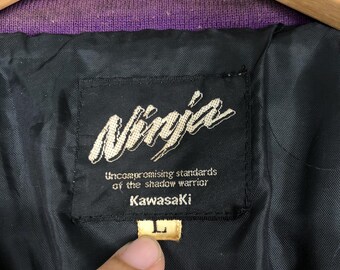 Ninja
Uncompromising standards
of the shadow warrior
Kawasaki
L